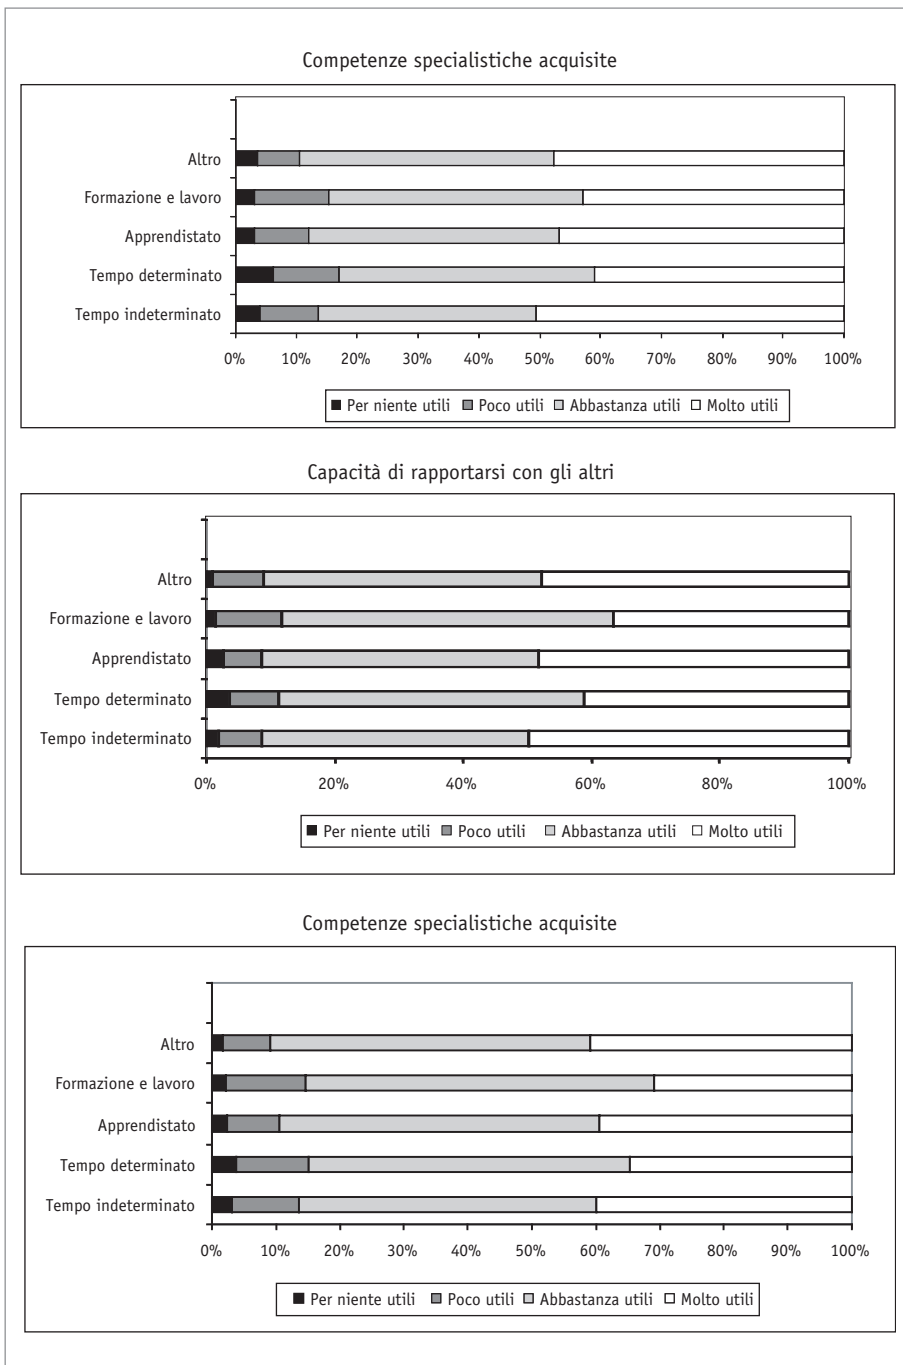 Competenze specialistiche acquisite
Altro
Formazione e lavoro
Apprendistato
Tempo determinato
Tempo indeterminato
0% 10% 20% 30% 40% 50% 60% 70% 80% 90% 100%
Per niente utili Poco utili Abbastanza utili Molto utili
Capacità di rapportarsi con gli altri
Altro
Formazione e lavoro
Apprendistato
Tempo determinato
Tempo indeterminato
0% 20% 40% 60% 80% 100%
Per niente utili Poco utili Abbastanza utili Molto utili
Competenze specialistiche acquisite
Altro
Formazione e lavoro
Apprendistato
Tempo determinato
Tempo indeterminato
0% 10% 20% 30% 40% 50% 60% 70% 80% 90% 100%
Per niente utili Poco utili Abbastanza utili Molto utili